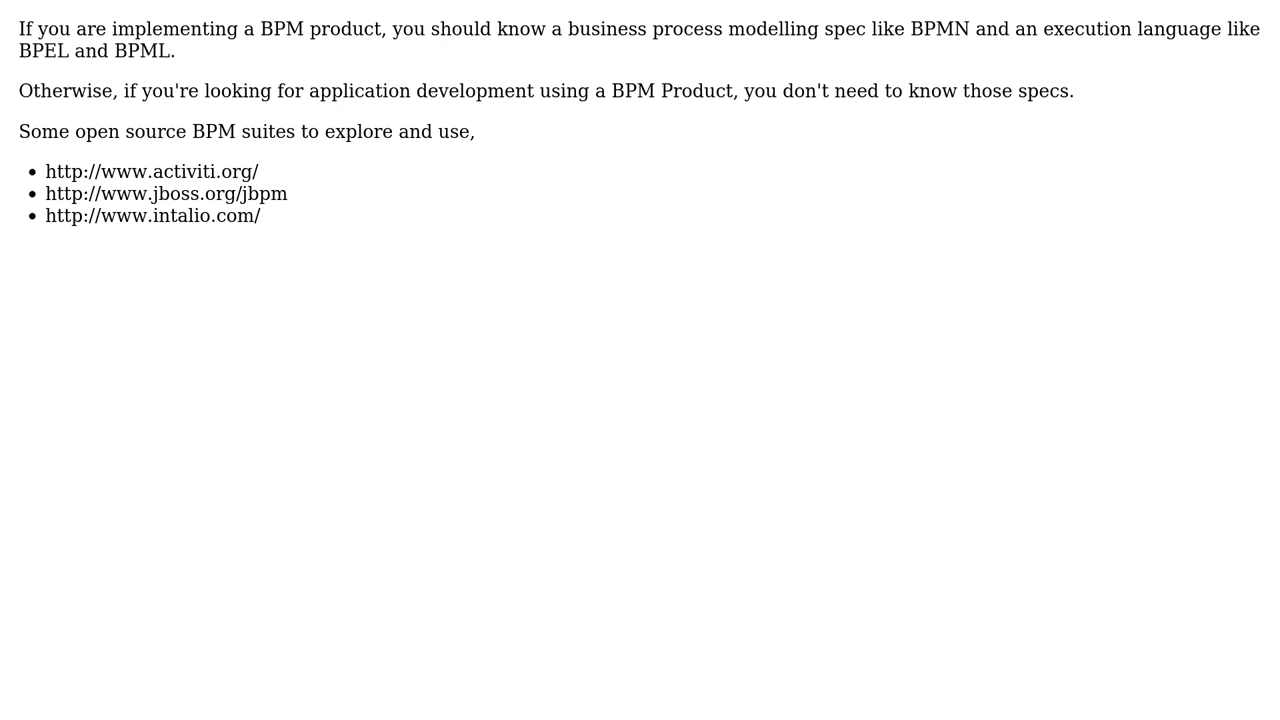 If you are implementing a BPM product, you should know a business process modelling spec like BPMN and an execution language like
BPEL and BPML.
Otherwise, if you're looking for application development using a BPM Product, you don't need to know those specs.
Some open source BPM suites to explore and use,
• http://www.activiti.org/
• http://www.jboss.org/jbpm
• http://www.intalio.com/